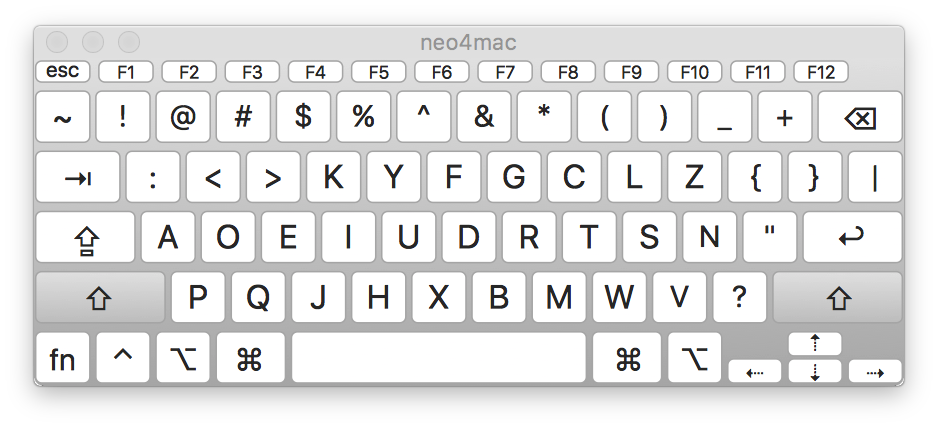 neo4mac
esc F1 F2 F3 F4 F5 F6 F7 F8 F9 F10 F11 F12
~ ! @ # $ % ^ & * ( ) _ + ⌫
⇥ : < > K Y F G C L Z { } |
⇪ A O E I U D R T S N " ↩
⇧ P Q J H X B M W V ? ⇧
fn ^ ⌥ ⌘ ⌘ ⌥ ⇠ ⇡ ⇣ ⇢